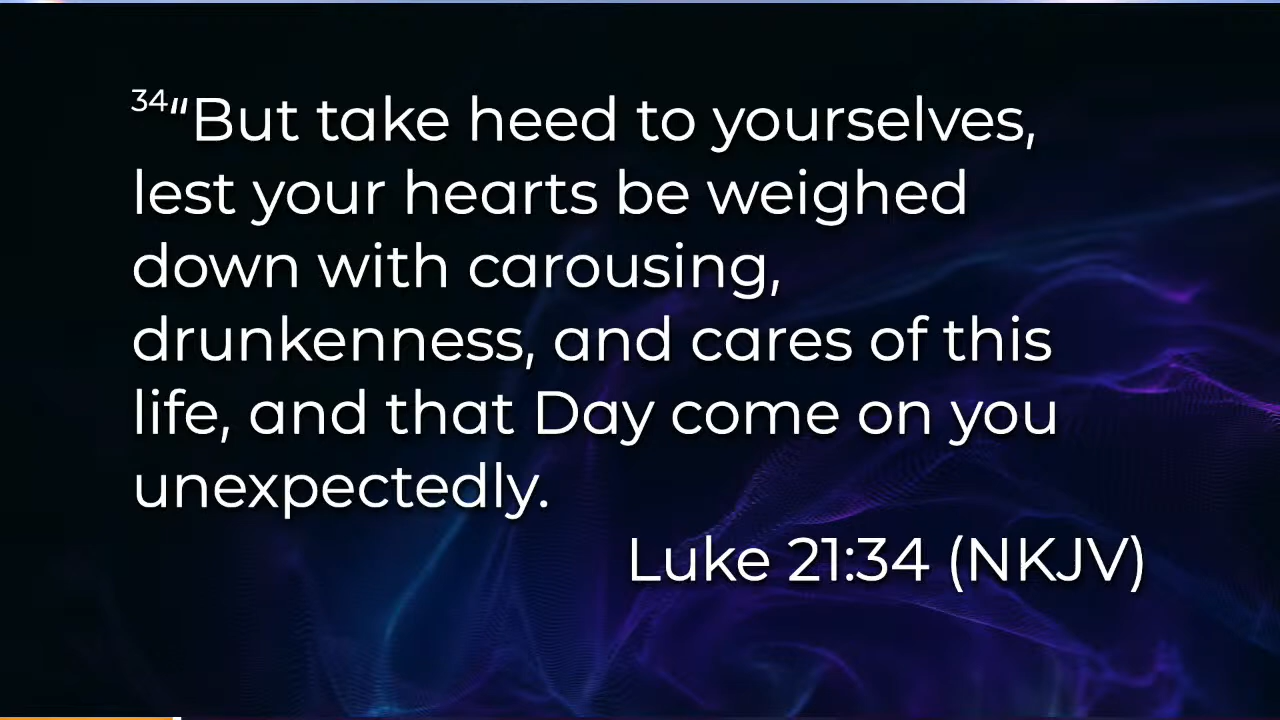 34“But take heed to yourselves,
lest your hearts be weighed
down with carousing,
drunkenness, and cares of this
life, and that Day come on you
unexpectedly.
Luke 21:34 (NKJV)